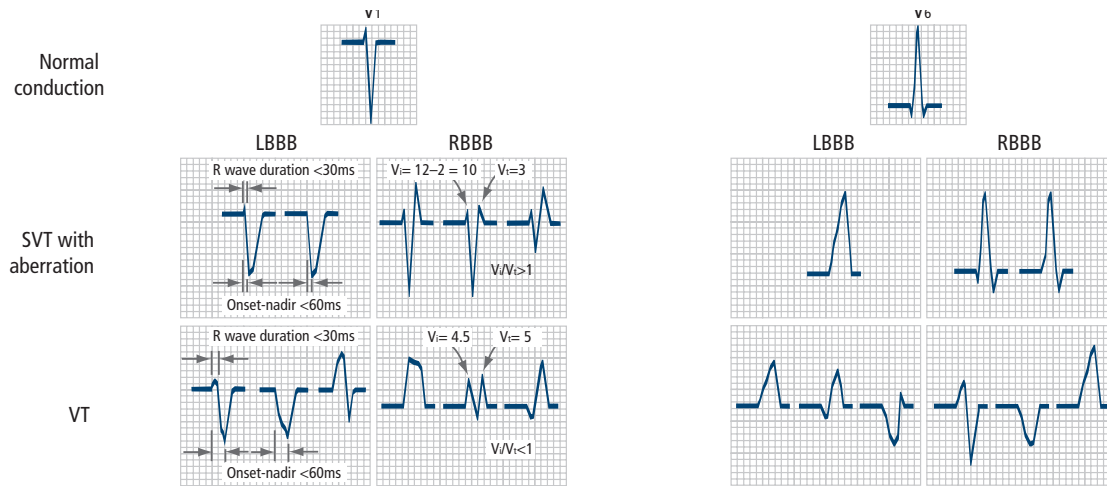 V1
V6
Normal
conduction
LBBB
RBBB
LBBB
RBBB
R wave duration <30ms
Vi= 12–2 = 10
Vt=3
SVT with
aberration
Vi/Vt>1
Onset-nadir <60ms
R wave duration <30ms
Vi= 4.5
Vt= 5
VT
Vi/Vt<1
Onset-nadir <60ms